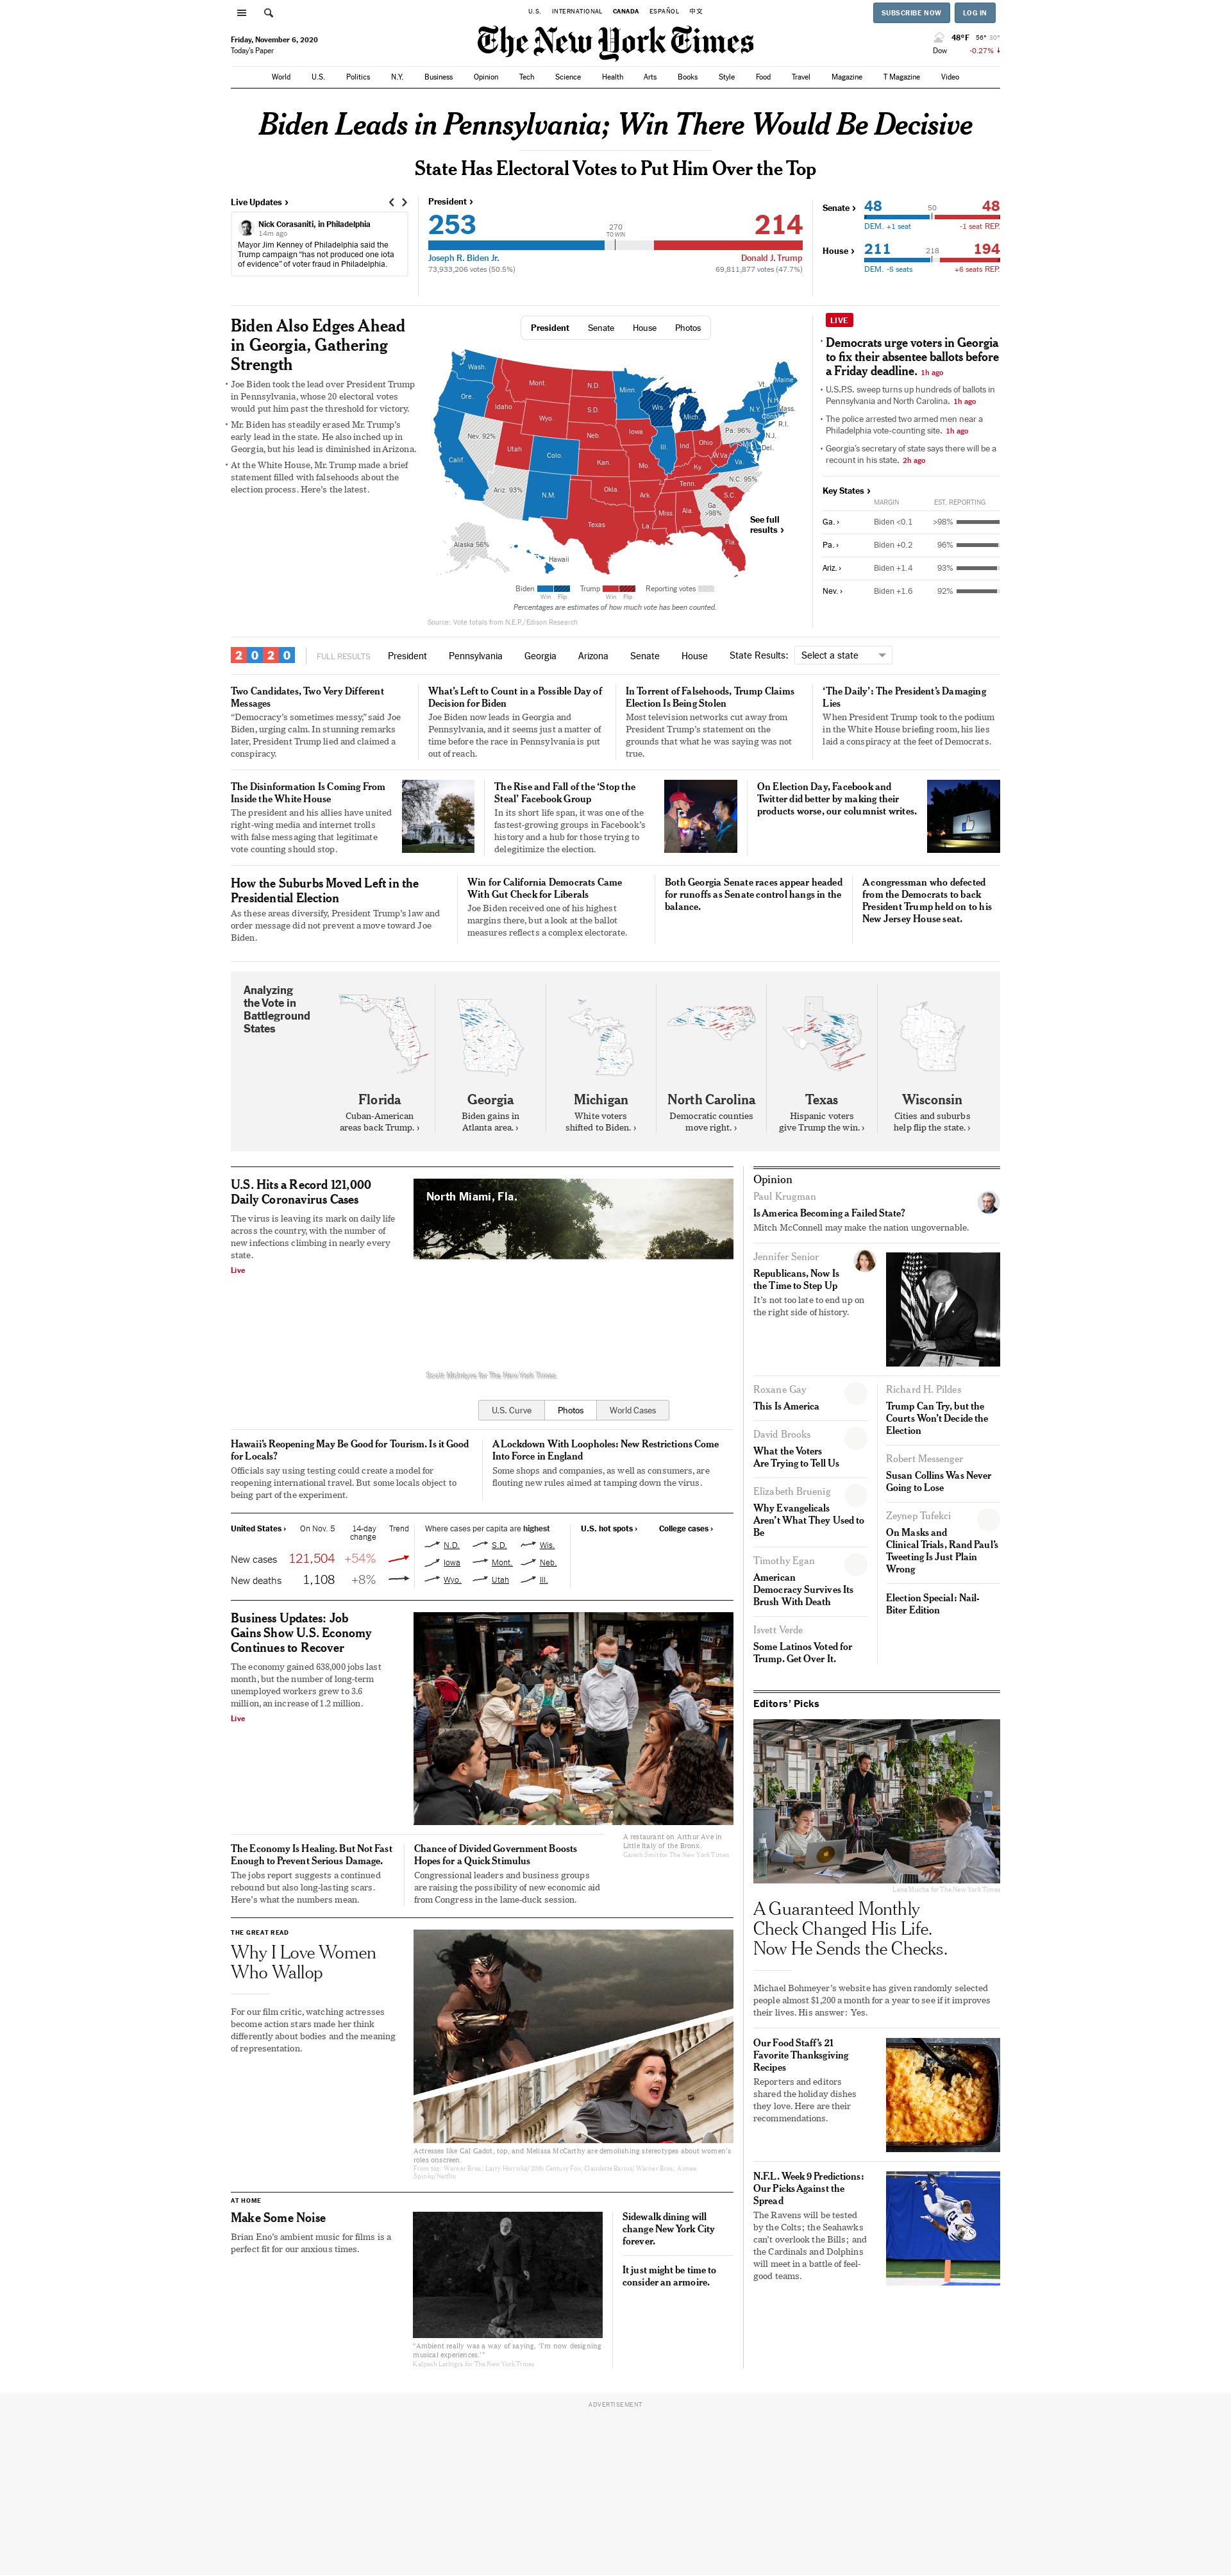 U.S. INTERNATIONAL CANADA ESPAÑOL 中文
SUBSCRIBE NOW LOG IN
Friday, November 6, 2020
Today's Paper
The New York Times
48°F 56° 30°
Dow -0.27% ↓
World U.S. Politics N.Y. Business Opinion Tech Science Health Arts Books Style Food Travel Magazine T Magazine Video
Biden Leads in Pennsylvania; Win There Would Be Decisive
State Has Electoral Votes to Put Him Over the Top
Live Updates ›
Nick Corasaniti, in Philadelphia
14m ago
Mayor Jim Kenney of Philadelphia said the
Trump campaign "has not produced one iota
of evidence" of voter fraud in Philadelphia.
President ›
253
270
TO WIN
214
Joseph R. Biden Jr.
Donald J. Trump
73,933,206 votes (50.5%)
69,811,877 votes (47.7%)
Senate › 48 50 48
DEM. +1 seat -1 seat REP.
House › 211 218 194
DEM. -5 seats +6 seats REP.
Biden Also Edges Ahead
in Georgia, Gathering
Strength
Joe Biden took the lead over President Trump
in Pennsylvania, whose 20 electoral votes
would put him past the threshold for victory.
Mr. Biden has steadily erased Mr. Trump's
early lead in the state. He also inched up in
Georgia, but his lead is diminished in Arizona.
At the White House, Mr. Trump made a brief
statement filled with falsehoods about the
election process. Here's the latest.
President Senate House Photos
Wash.
Mont.
N.D.
Minn.
Vt.
Maine
Ore.
Idaho
S.D.
Wis.
Mich.
N.Y.
N.H.
Mass.
Conn.
R.I.
Wyo.
Nev. 92%
Neb.
Iowa
Pa. 96%
N.J.
Ohio
Ind.
Ill.
Md.
Del.
Utah
Colo.
Calif.
Kan.
Mo.
W.Va.
Va.
Ky.
N.C. 95%
Tenn.
Ariz. 93%
N.M.
Okla.
Ark.
S.C.
Miss.
Ala.
Ga.
>98%
Texas
La.
Fla.
Alaska 56%
Hawaii
See full
results ›
Biden Trump Reporting votes
Win Flip Win Flip
Percentages are estimates of how much vote has been counted.
Source: Vote totals from N.E.P./Edison Research
LIVE
Democrats urge voters in Georgia
to fix their absentee ballots before
a Friday deadline. 1h ago
U.S.P.S. sweep turns up hundreds of ballots in
Pennsylvania and North Carolina. 1h ago
The police arrested two armed men near a
Philadelphia vote-counting site. 1h ago
Georgia's secretary of state says there will be a
recount in his state. 2h ago
Key States ›
MARGIN EST. REPORTING
Ga. › Biden <0.1 >98%
Pa. › Biden +0.2 96%
Ariz. › Biden +1.4 93%
Nev. › Biden +1.6 92%
2020 FULL RESULTS President Pennsylvania Georgia Arizona Senate House State Results: Select a state
Two Candidates, Two Very Different
Messages
"Democracy's sometimes messy," said Joe
Biden, urging calm. In stunning remarks
later, President Trump lied and claimed a
conspiracy.
What's Left to Count in a Possible Day of
Decision for Biden
Joe Biden now leads in Georgia and
Pennsylvania, and it seems just a matter of
time before the race in Pennsylvania is put
out of reach.
In Torrent of Falsehoods, Trump Claims
Election Is Being Stolen
Most television networks cut away from
President Trump's statement on the
grounds that what he was saying was not
true.
'The Daily': The President's Damaging
Lies
When President Trump took to the podium
in the White House briefing room, his lies
laid a conspiracy at the feet of Democrats.
The Disinformation Is Coming From
Inside the White House
The president and his allies have united
right-wing media and internet trolls
with false messaging that legitimate
vote counting should stop.
The Rise and Fall of the 'Stop the
Steal' Facebook Group
In its short life span, it was one of the
fastest-growing groups in Facebook's
history and a hub for those trying to
delegitimize the election.
On Election Day, Facebook and
Twitter did better by making their
products worse, our columnist writes.
How the Suburbs Moved Left in the
Presidential Election
As these areas diversify, President Trump's law and
order message did not prevent a move toward Joe
Biden.
Win for California Democrats Came
With Gut Check for Liberals
Joe Biden received one of his highest
margins there, but a look at the ballot
measures reflects a complex electorate.
Both Georgia Senate races appear headed
for runoffs as Senate control hangs in the
balance.
A congressman who defected
from the Democrats to back
President Trump held on to his
New Jersey House seat.
Analyzing
the Vote in
Battleground
States
Florida
Cuban-American
areas back Trump. ›
Georgia
Biden gains in
Atlanta area. ›
Michigan
White voters
shifted to Biden. ›
North Carolina
Democratic counties
move right. ›
Texas
Hispanic voters
give Trump the win. ›
Wisconsin
Cities and suburbs
help flip the state. ›
U.S. Hits a Record 121,000
Daily Coronavirus Cases
The virus is leaving its mark on daily life
across the country, with the number of
new infections climbing in nearly every
state.
Live
North Miami, Fla.
Scott McIntyre for The New York Times
U.S. Curve Photos World Cases
Hawaii's Reopening May Be Good for Tourism. Is it Good
for Locals?
Officials say using testing could create a model for
reopening international travel. But some locals object to
being part of the experiment.
A Lockdown With Loopholes: New Restrictions Come
Into Force in England
Some shops and companies, as well as consumers, are
flouting new rules aimed at tamping down the virus.
United States › On Nov. 5 14-day
change Trend
New cases 121,504 +54%
New deaths 1,108 +8%
Where cases per capita are highest
N.D. S.D. Wis.
Iowa Mont. Neb.
Wyo. Utah Ill.
U.S. hot spots › College cases ›
Business Updates: Job
Gains Show U.S. Economy
Continues to Recover
The economy gained 638,000 jobs last
month, but the number of long-term
unemployed workers grew to 3.6
million, an increase of 1.2 million.
Live
A restaurant on Arthur Ave in
Little Italy of the Bronx.
Gareth Smit for The New York Times
The Economy Is Healing. But Not Fast
Enough to Prevent Serious Damage.
The jobs report suggests a continued
rebound but also long-lasting scars.
Here's what the numbers mean.
Chance of Divided Government Boosts
Hopes for a Quick Stimulus
Congressional leaders and business groups
are raising the possibility of new economic aid
from Congress in the lame-duck session.
THE GREAT READ
Why I Love Women
Who Wallop
For our film critic, watching actresses
become action stars made her think
differently about bodies and the meaning
of representation.
Actresses like Gal Gadot, top, and Melissa McCarthy are demolishing stereotypes about women's
roles onscreen.
From top: Warner Bros.; Larry Horricks/20th Century Fox; Claudette Barius/Warner Bros.; Aimee
Spinks/Netflix
AT HOME
Make Some Noise
Brian Eno's ambient music for films is a
perfect fit for our anxious times.
"Ambient really was a way of saying, 'I'm now designing
musical experiences.'"
Kalpesh Lathigra for The New York Times
Sidewalk dining will
change New York City
forever.
It just might be time to
consider an armoire.
Opinion
Paul Krugman
Is America Becoming a Failed State?
Mitch McConnell may make the nation ungovernable.
Jennifer Senior
Republicans, Now Is
the Time to Step Up
It's not too late to end up on
the right side of history.
Roxane Gay
This Is America
David Brooks
What the Voters
Are Trying to Tell Us
Elizabeth Bruenig
Why Evangelicals
Aren't What They Used to
Be
Timothy Egan
American
Democracy Survives Its
Brush With Death
Isvett Verde
Some Latinos Voted for
Trump. Get Over It.
Richard H. Pildes
Trump Can Try, but the
Courts Won't Decide the
Election
Robert Messenger
Susan Collins Was Never
Going to Lose
Zeynep Tufekci
On Masks and
Clinical Trials, Rand Paul's
Tweeting Is Just Plain
Wrong
Election Special: Nail-
Biter Edition
Editors' Picks
Lena Mucha for The New York Times
A Guaranteed Monthly
Check Changed His Life.
Now He Sends the Checks.
Michael Bohmeyer's website has given randomly selected
people almost $1,200 a month for a year to see if it improves
their lives. His answer: Yes.
Our Food Staff's 21
Favorite Thanksgiving
Recipes
Reporters and editors
shared the holiday dishes
they love. Here are their
recommendations.
N.F.L. Week 9 Predictions:
Our Picks Against the
Spread
The Ravens will be tested
by the Colts; the Seahawks
can't overlook the Bills; and
the Cardinals and Dolphins
will meet in a battle of feel-
good teams.
ADVERTISEMENT